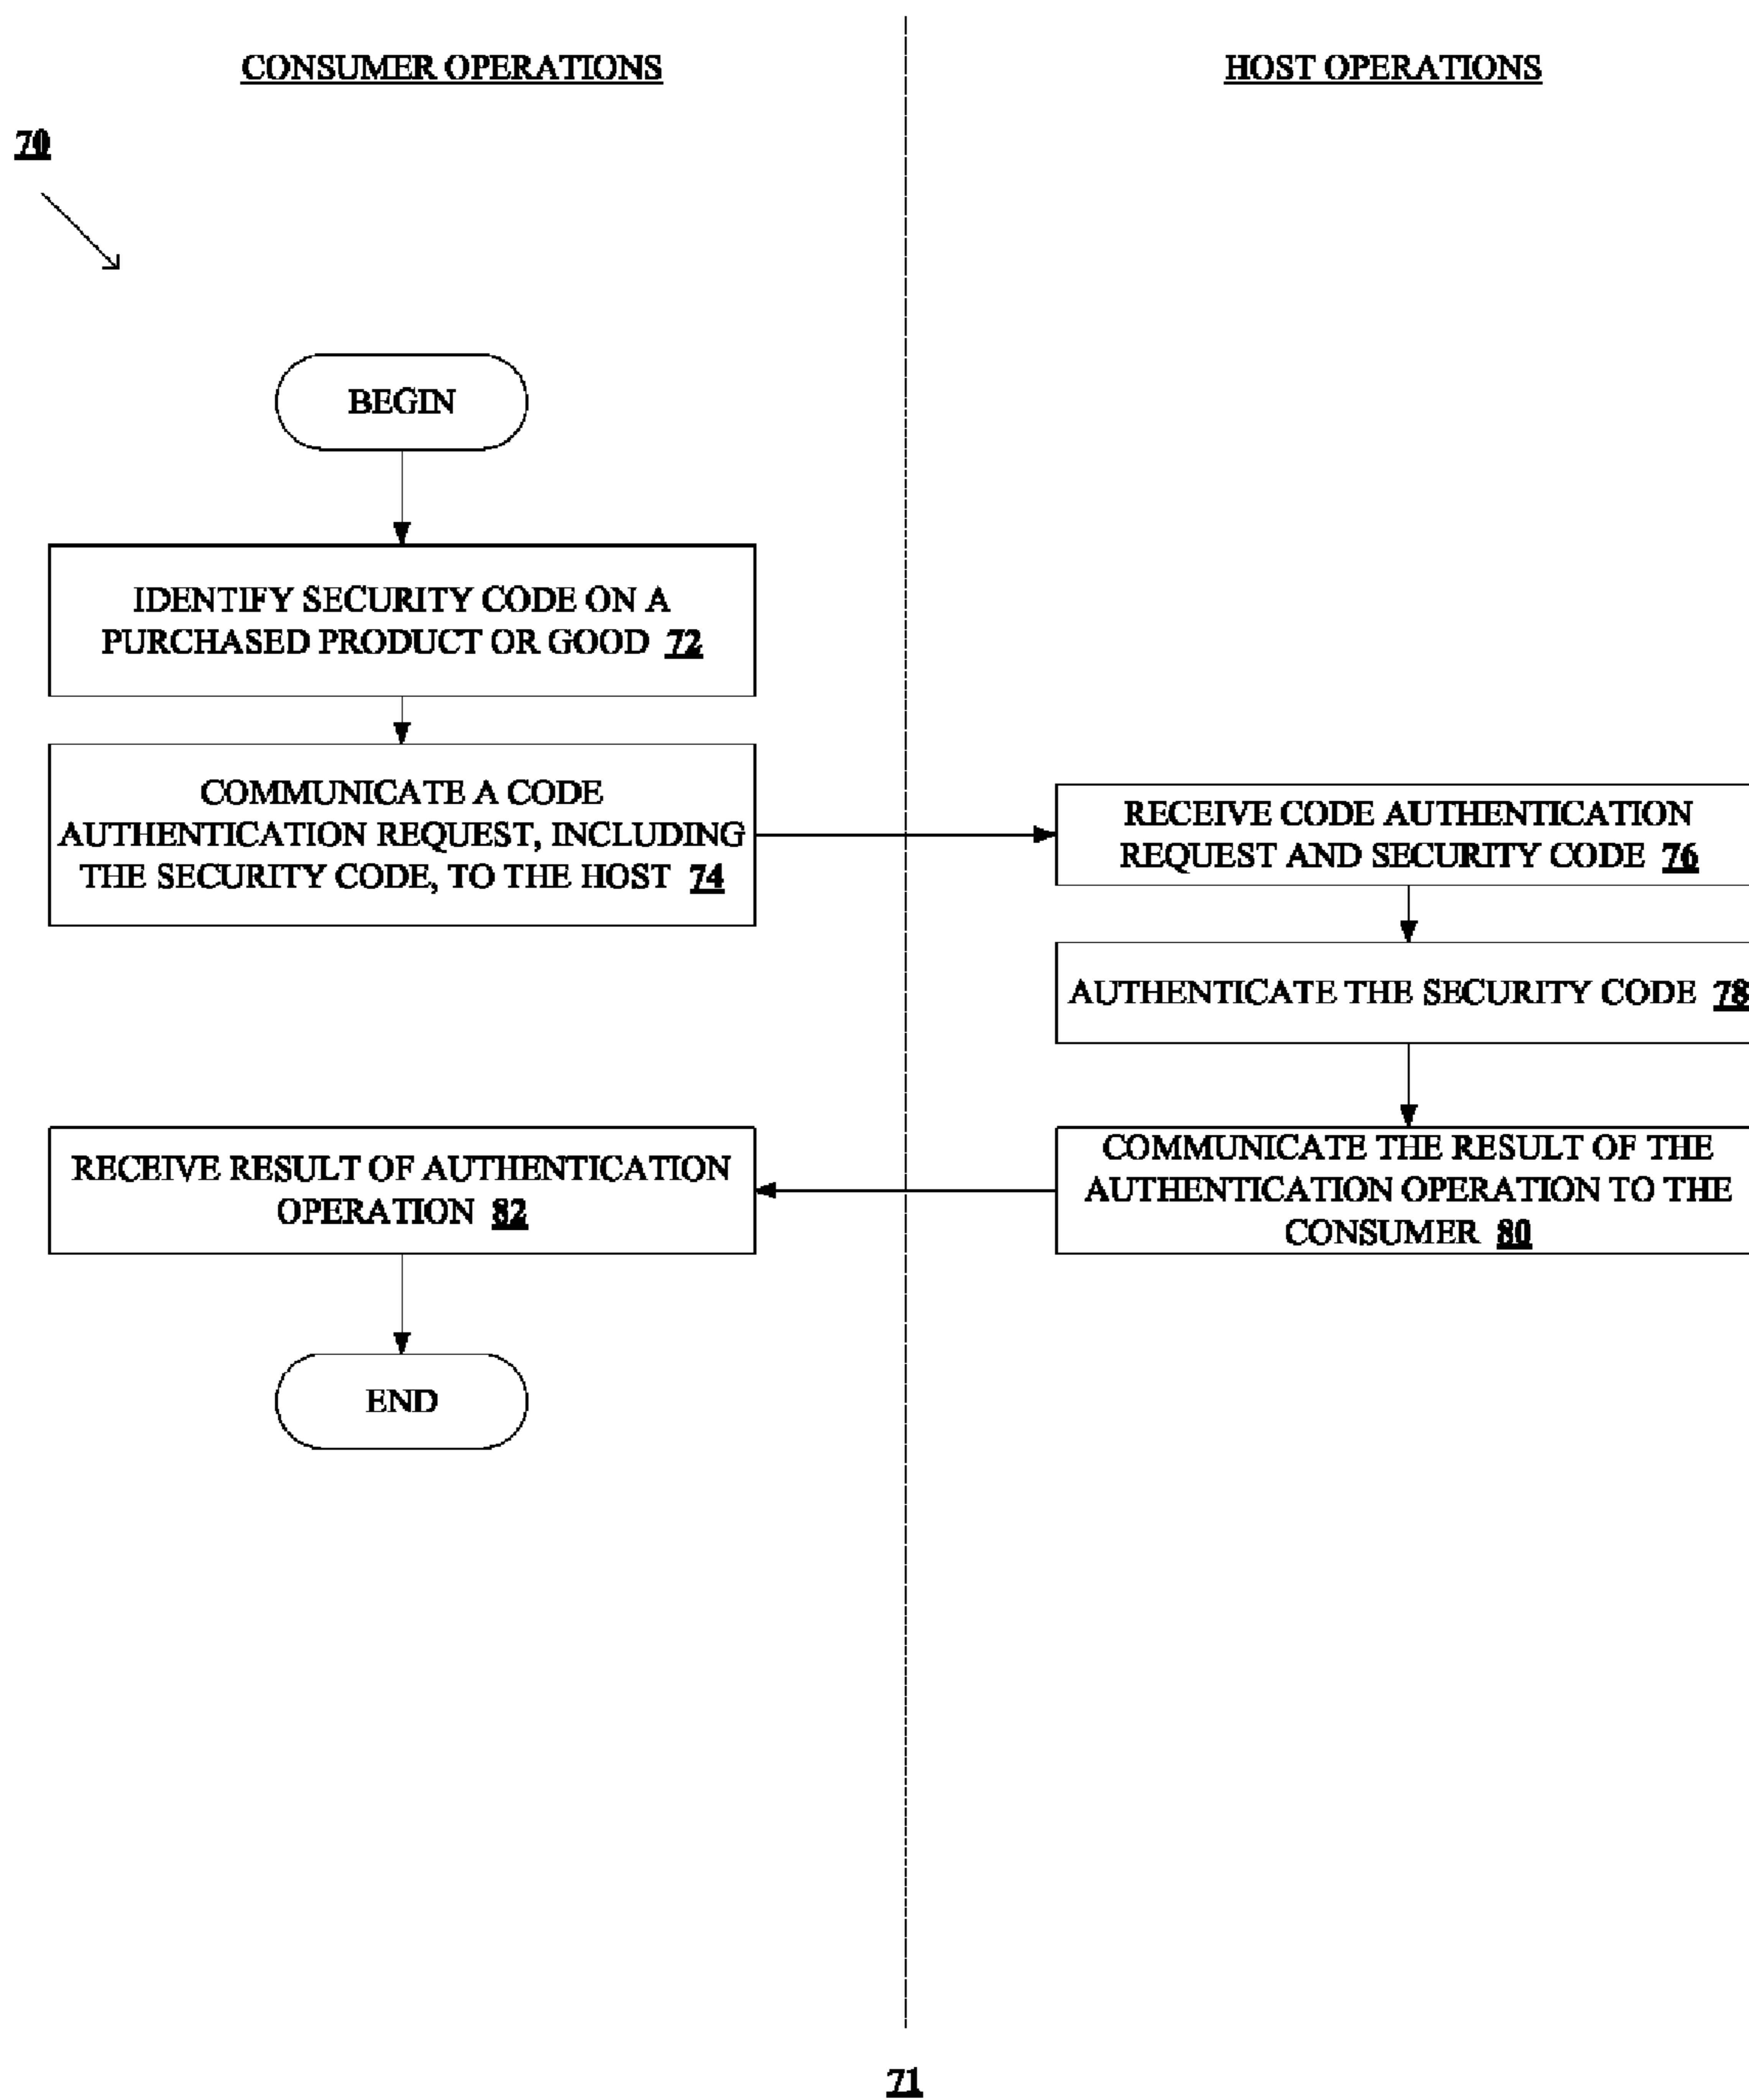 CONSUMER OPERATIONS
HOST OPERATIONS
70
BEGIN
IDENTIFY SECURITY CODE ON A
PURCHASED PRODUCT OR GOOD 72
COMMUNICATE A CODE
AUTHENTICATION REQUEST, INCLUDING
THE SECURITY CODE, TO THE HOST 74
RECEIVE CODE AUTHENTICATION
REQUEST AND SECURITY CODE 76
AUTHENTICATE THE SECURITY CODE 78
COMMUNICATE THE RESULT OF THE
AUTHENTICATION OPERATION TO THE
CONSUMER 80
RECEIVE RESULT OF AUTHENTICATION
OPERATION 82
END
71